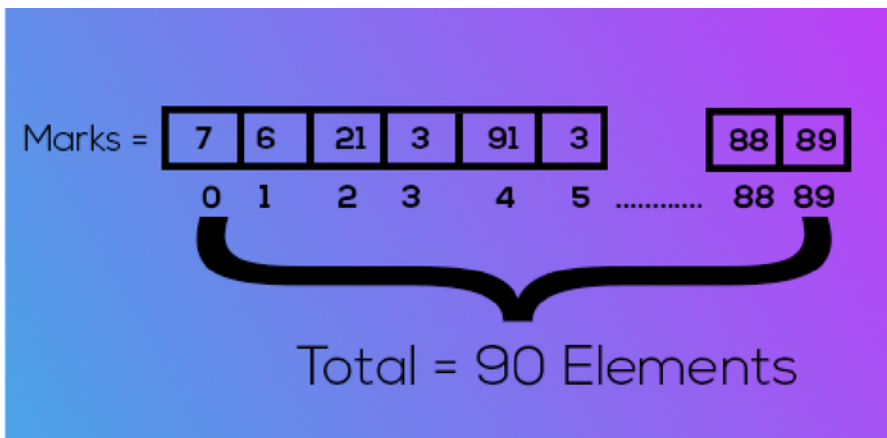 Marks = 7 6 21 3 91 3 88 89
0 1 2 3 4 5 ............ 88 89
Total = 90 Elements